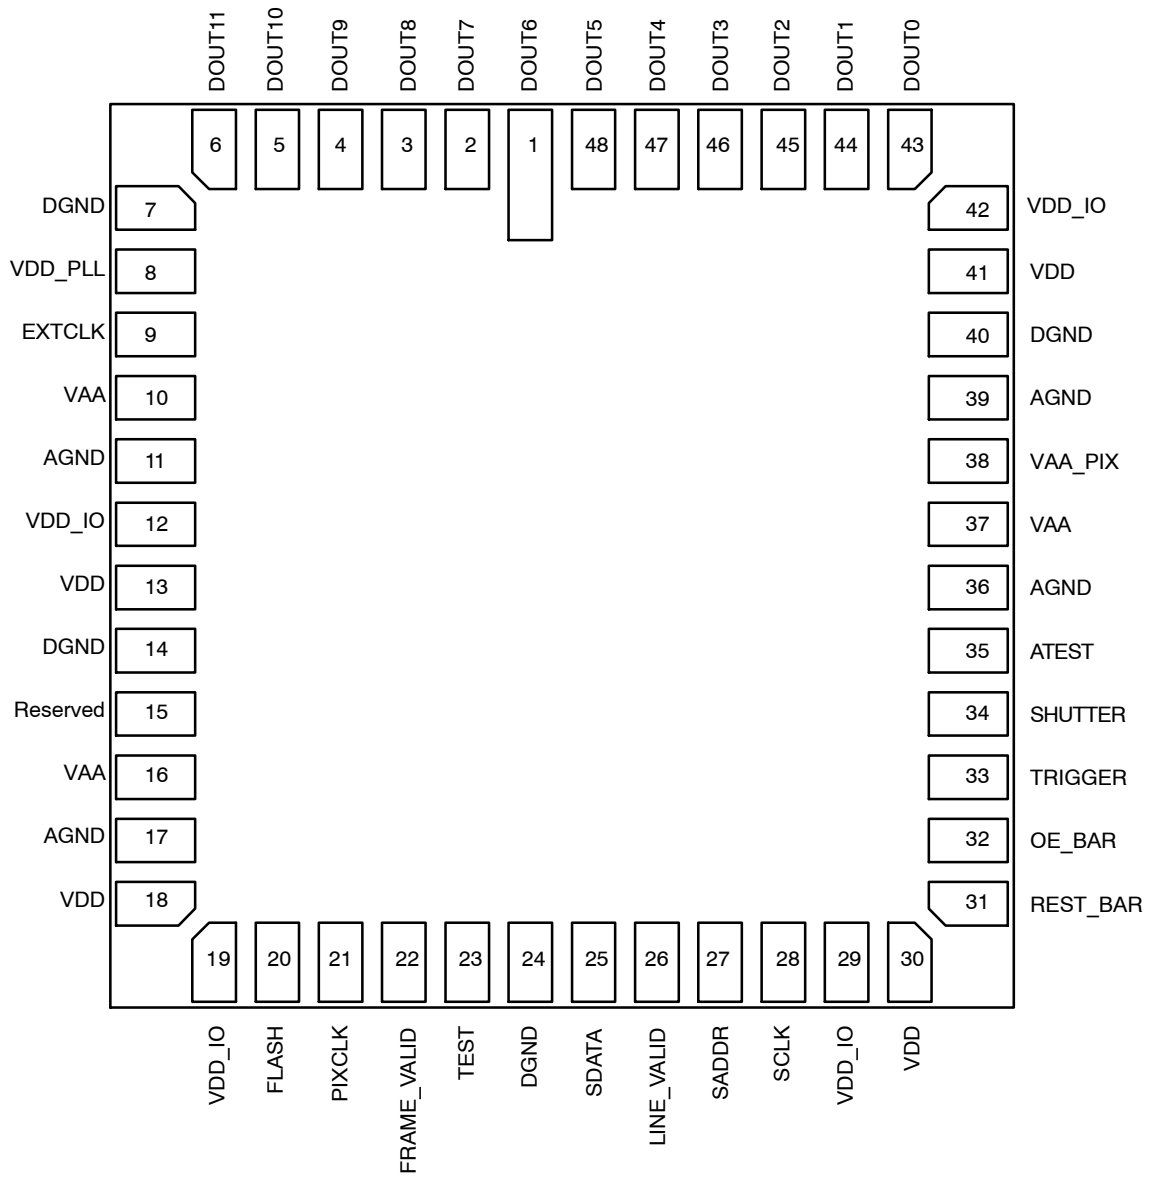 DOUT11 DOUT10 DOUT9 DOUT8 DOUT7 DOUT6 DOUT5 DOUT4 DOUT3 DOUT2 DOUT1 DOUT0
6 5 4 3 2 1 48 47 46 45 44 43
DGND 7 42 VDD_IO
VDD_PLL 8 41 VDD
EXTCLK 9 40 DGND
VAA 10 39 AGND
AGND 11 38 VAA_PIX
VDD_IO 12 37 VAA
VDD 13 36 AGND
DGND 14 35 ATEST
Reserved 15 34 SHUTTER
VAA 16 33 TRIGGER
AGND 17 32 OE_BAR
VDD 18 31 REST_BAR
19 20 21 22 23 24 25 26 27 28 29 30
VDD_IO FLASH PIXCLK FRAME_VALID TEST DGND SDATA LINE_VALID SADDR SCLK VDD_IO VDD